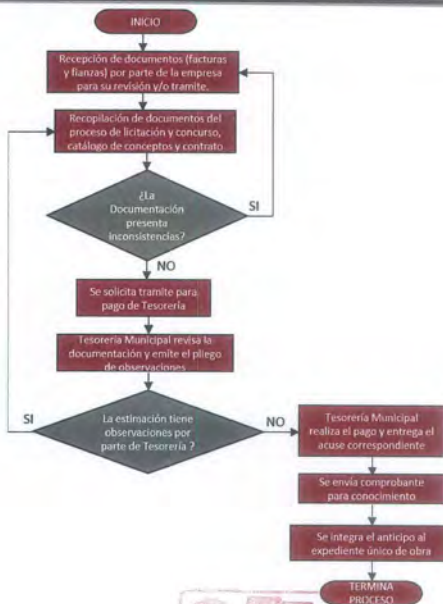 INICIO
Recepción de documentos (facturas
y fianzas) por parte de la empresa
para su revisión y/o tramite.
Recopilación de documentos del
proceso de licitación y concurso,
catálogo de conceptos y contrato
¿La
Documentación
presenta
inconsistencias?
SI
NO
Se solicita tramite para
pago de Tesorería
Tesorería Municipal revisa la
documentación y emite el pliego
de observaciones
SI
La estimación tiene
observaciones por
parte de Tesorería ?
NO
Tesorería Municipal
realiza el pago y entrega el
acuse correspondiente
Se envía comprobante
para conocimiento
Se integra el anticipo al
expediente único de obra
TERMINA
PROCESO